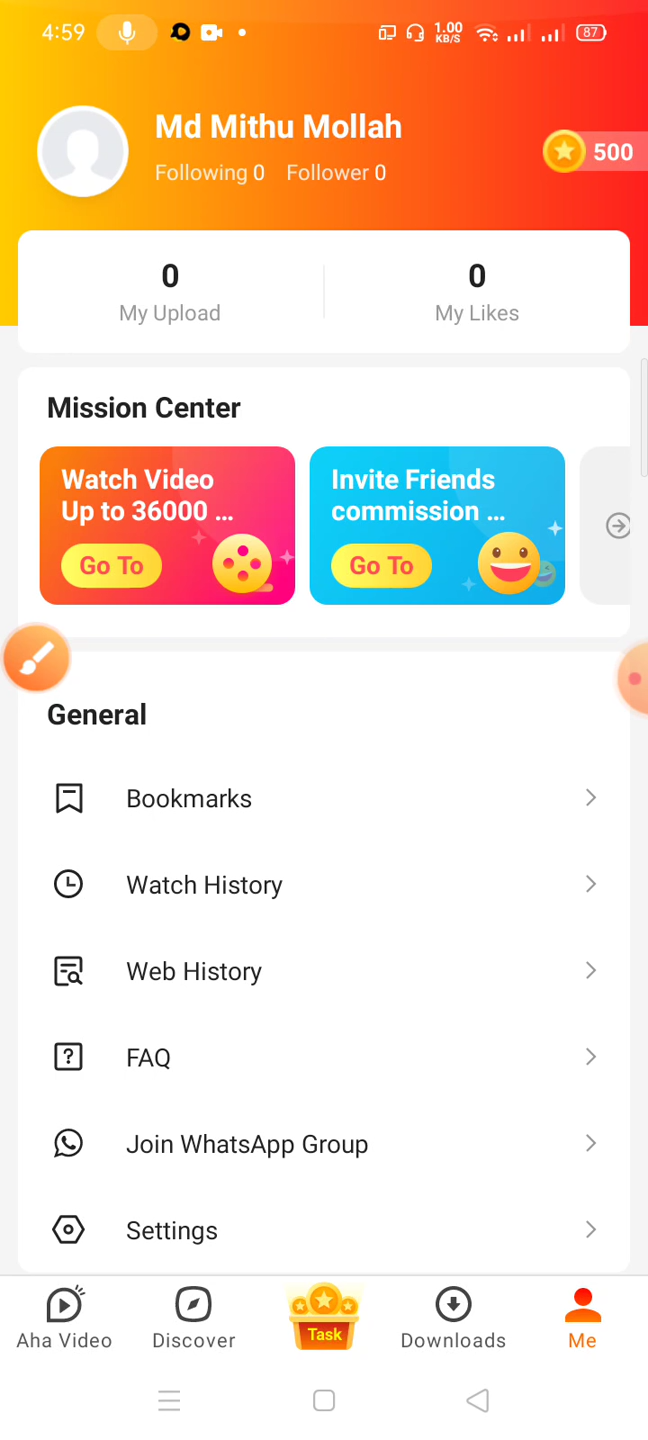 4:59
1.00
KB/S
87
Md Mithu Mollah
Following 0 Follower 0
500
0
My Upload
0
My Likes
Mission Center
Watch Video
Up to 36000 ...
Go To
Invite Friends
commission ...
Go To
General
Bookmarks
Watch History
Web History
FAQ
Join WhatsApp Group
Settings
Aha Video
Discover
Task
Downloads
Me